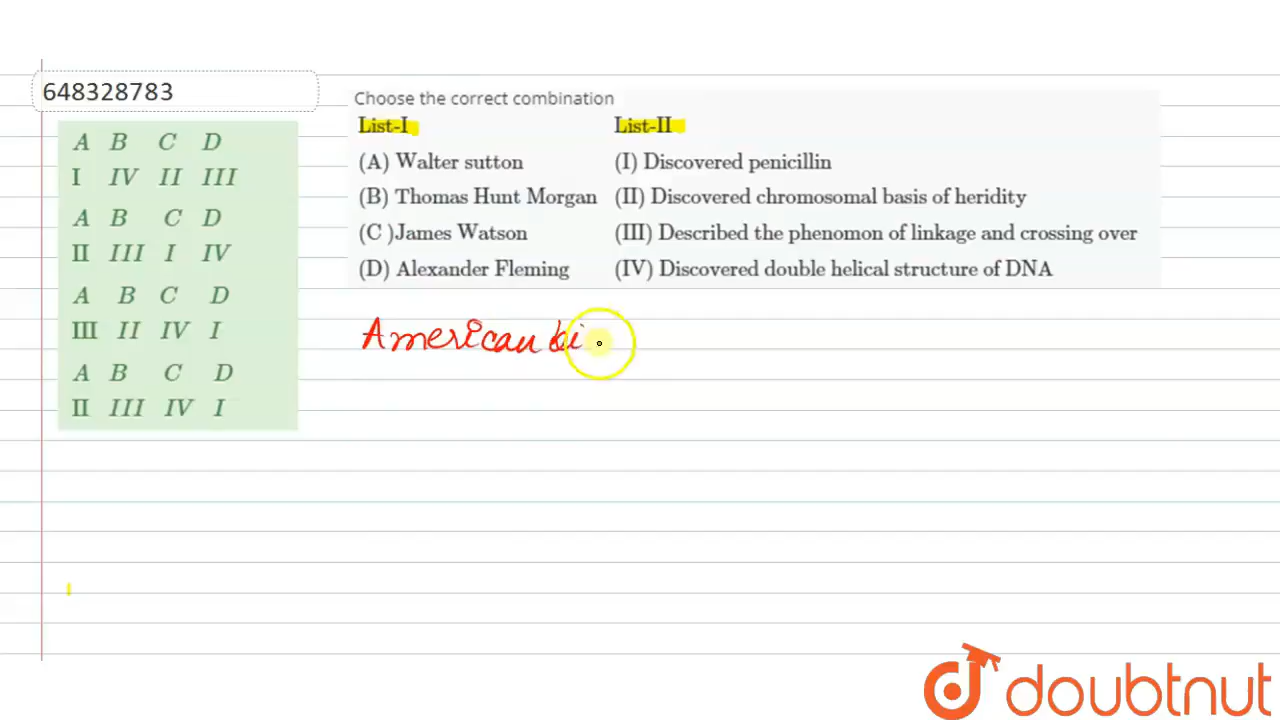 648328783
A B C D
I IV II III
A B C D
II III I IV
A B C D
III II IV I
A B C D
II III IV I
Choose the correct combination
List-I List-II
(A) Walter sutton (I) Discovered penicillin
(B) Thomas Hunt Morgan (II) Discovered chromosomal basis of heridity
(C )James Watson (III) Described the phenomon of linkage and crossing over
(D) Alexander Fleming (IV) Discovered double helical structure of DNA
American bi
doubtnut